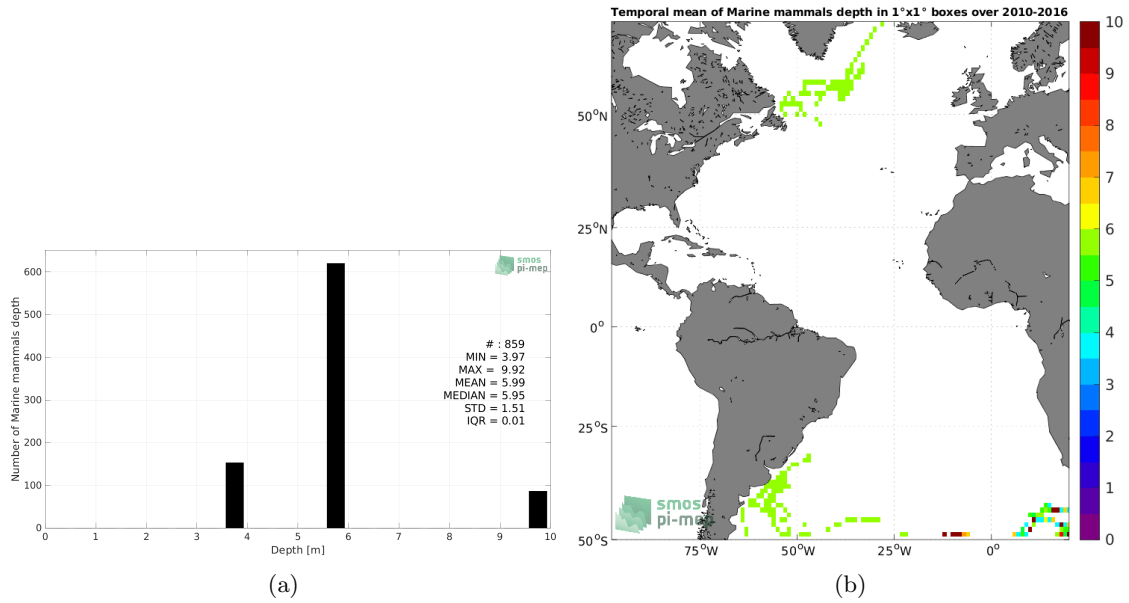 smos
pi-mep
Number of Marine mammals depth
600
500
400
300
200
100
0
# : 859
MIN = 3.97
MAX = 9.92
MEAN = 5.99
MEDIAN = 5.95
STD = 1.51
IQR = 0.01
0 1 2 3 4 5 6 7 8 9 10
Depth [m]
(a)
Temporal mean of Marine mammals depth in 1°x1° boxes over 2010-2016
50°N
25°N
0°
25°S
50°S
75°W 50°W 25°W 0°
smos
pi-mep
10
9
8
7
6
5
4
3
2
1
0
(b)